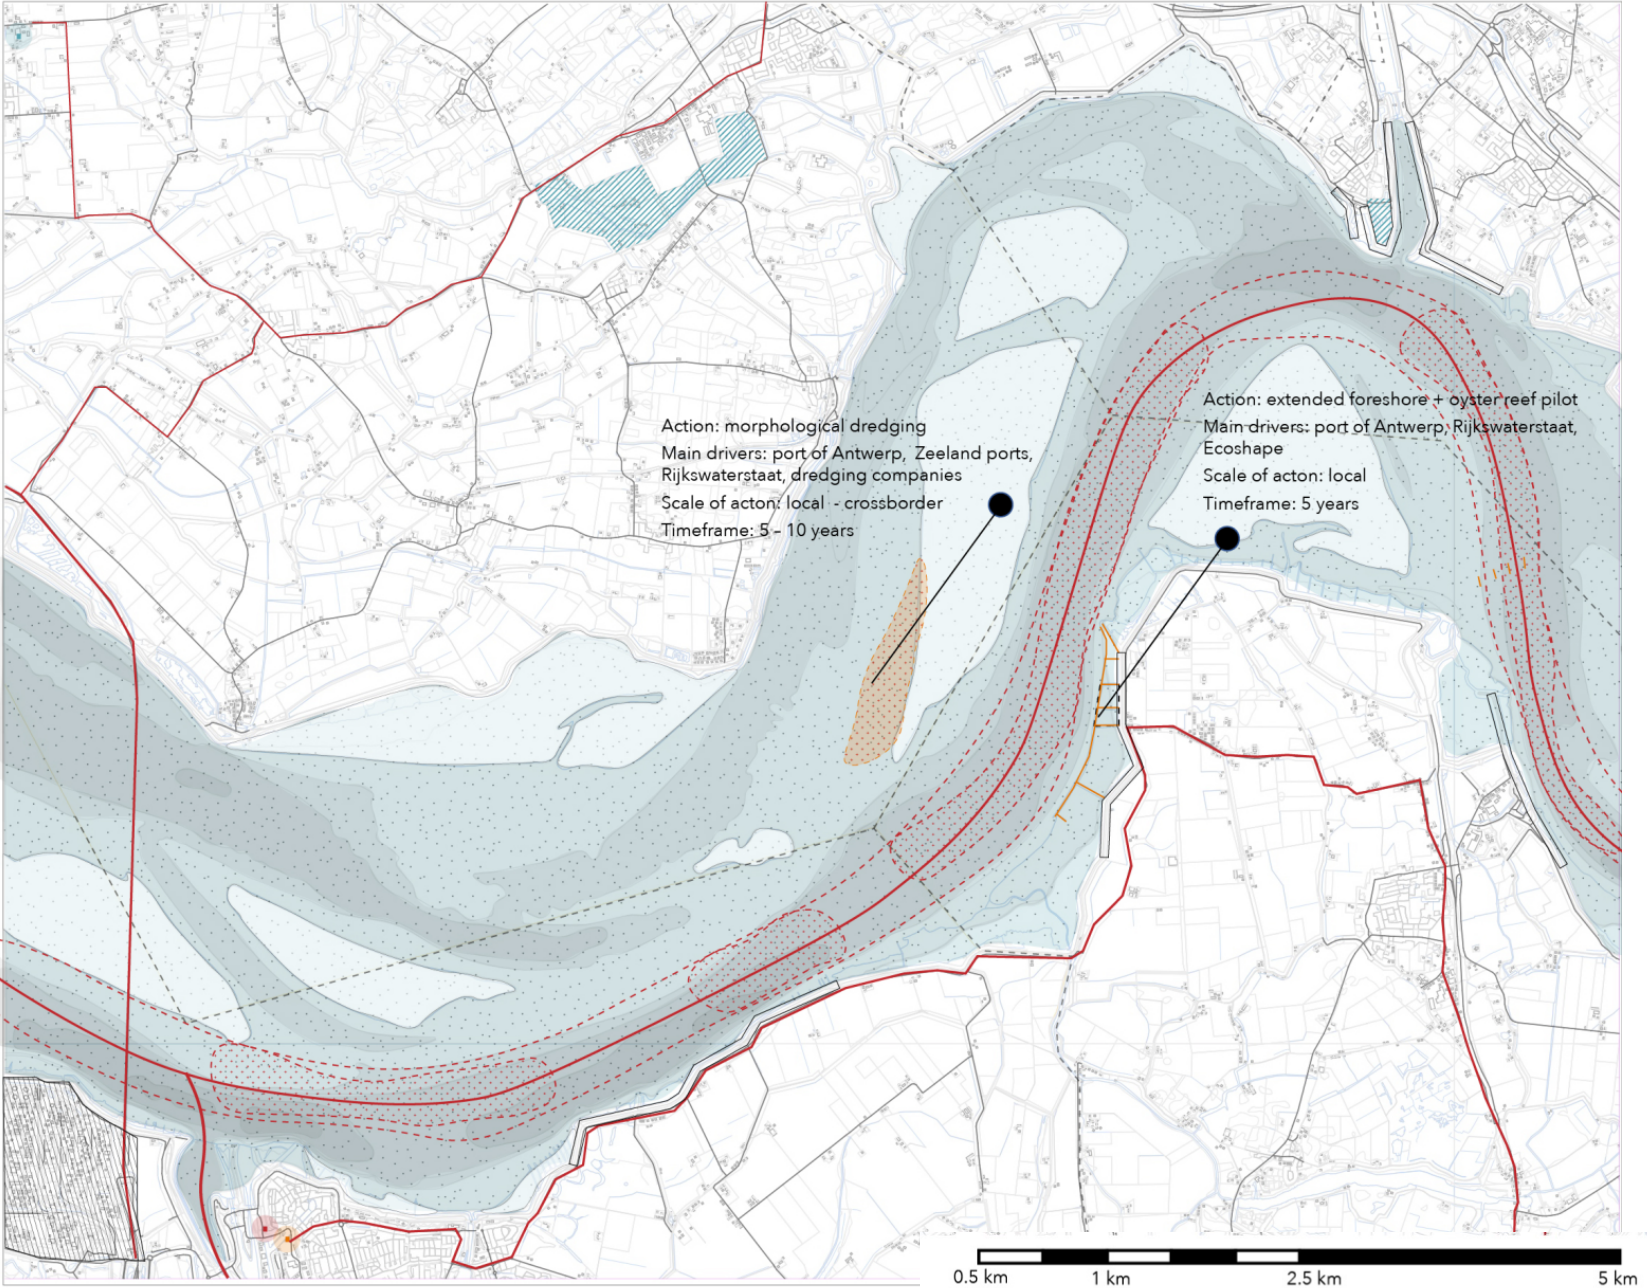 Action: morphological dredging
Main drivers: port of Antwerp, Zeeland ports,
Rijkswaterstaat, dredging companies
Scale of acton: local - crossborder
Timeframe: 5 – 10 years
Action: extended foreshore + oyster reef pilot
Main drivers: port of Antwerp, Rijkswaterstaat,
Ecoshape
Scale of acton: local
Timeframe: 5 years
0.5 km 1 km 2.5 km 5 km